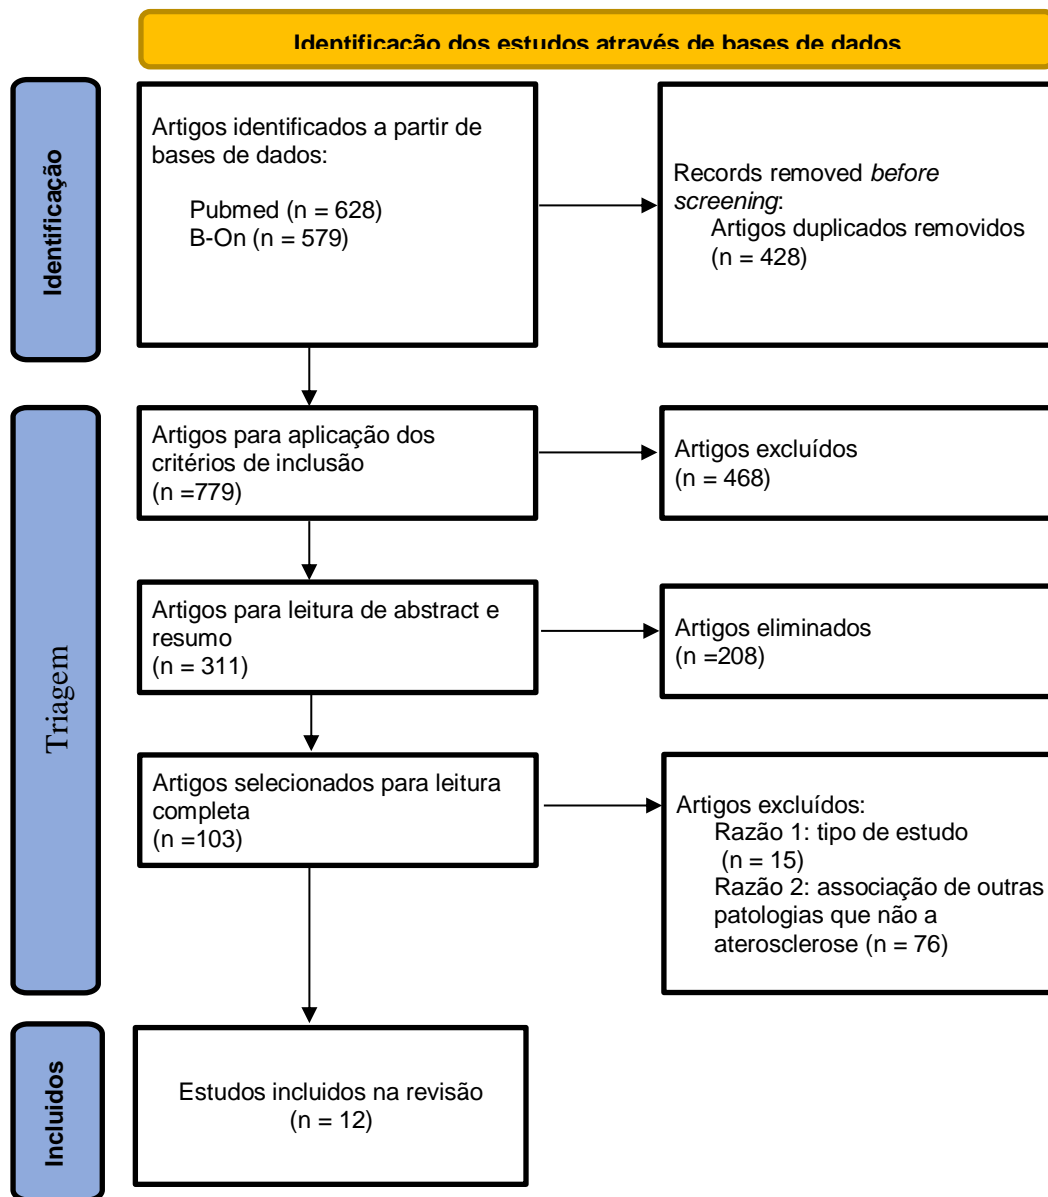 Identificação dos estudos através de bases de dados
Identificação
Artigos identificados a partir de
bases de dados:
Pubmed (n = 628)
B-On (n = 579)
Records removed before
screening:
Artigos duplicados removidos
(n = 428)
Triagem
Artigos para aplicação dos
critérios de inclusão
(n =779)
Artigos excluídos
(n = 468)
Artigos para leitura de abstract e
resumo
(n = 311)
Artigos eliminados
(n =208)
Artigos selecionados para leitura
completa
(n =103)
Artigos excluídos:
Razão 1: tipo de estudo
(n = 15)
Razão 2: associação de outras
patologias que não a
aterosclerose (n = 76)
Incluidos
Estudos incluidos na revisão
(n = 12)